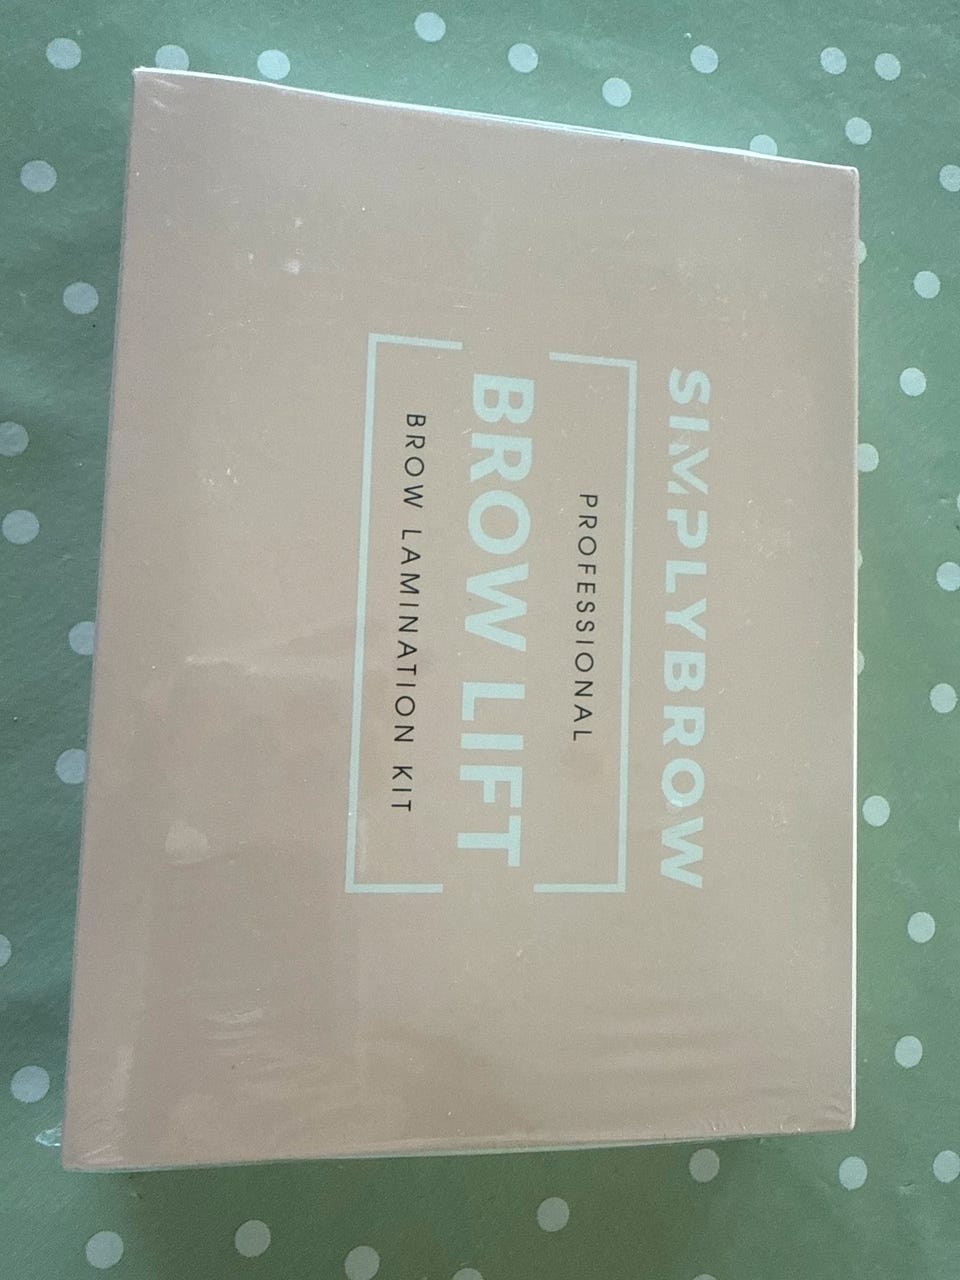 SIMPLYBROW
PROFESSIONAL
BROW LIFT
BROW LAMINATION KIT